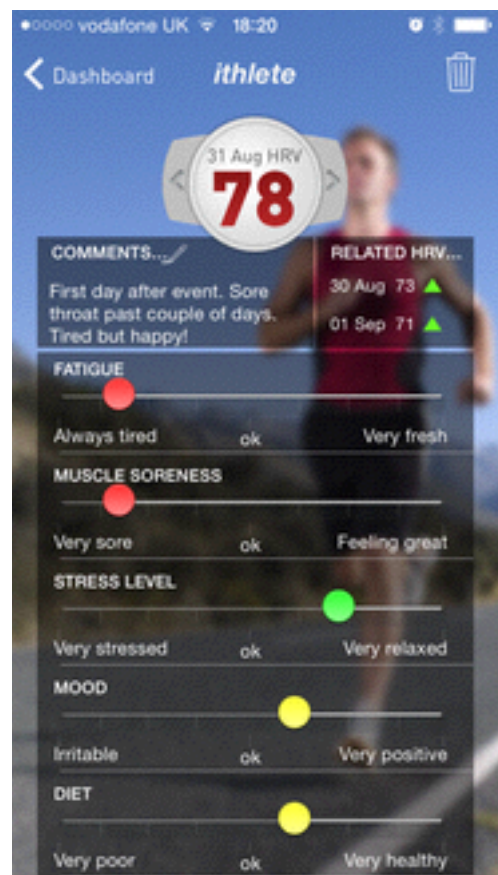 vodafone UK 18:20
Dashboard ithlete
31 Aug HRV
78
COMMENTS...
First day after event. Sore
throat past couple of days.
Tired but happy!
RELATED HRV...
30 Aug 73
01 Sep 71
FATIGUE
Always tired ok Very fresh
MUSCLE SORENESS
Very sore ok Feeling great
STRESS LEVEL
Very stressed ok Very relaxed
MOOD
Irritable ok Very positive
DIET
Very poor ok Very healthy